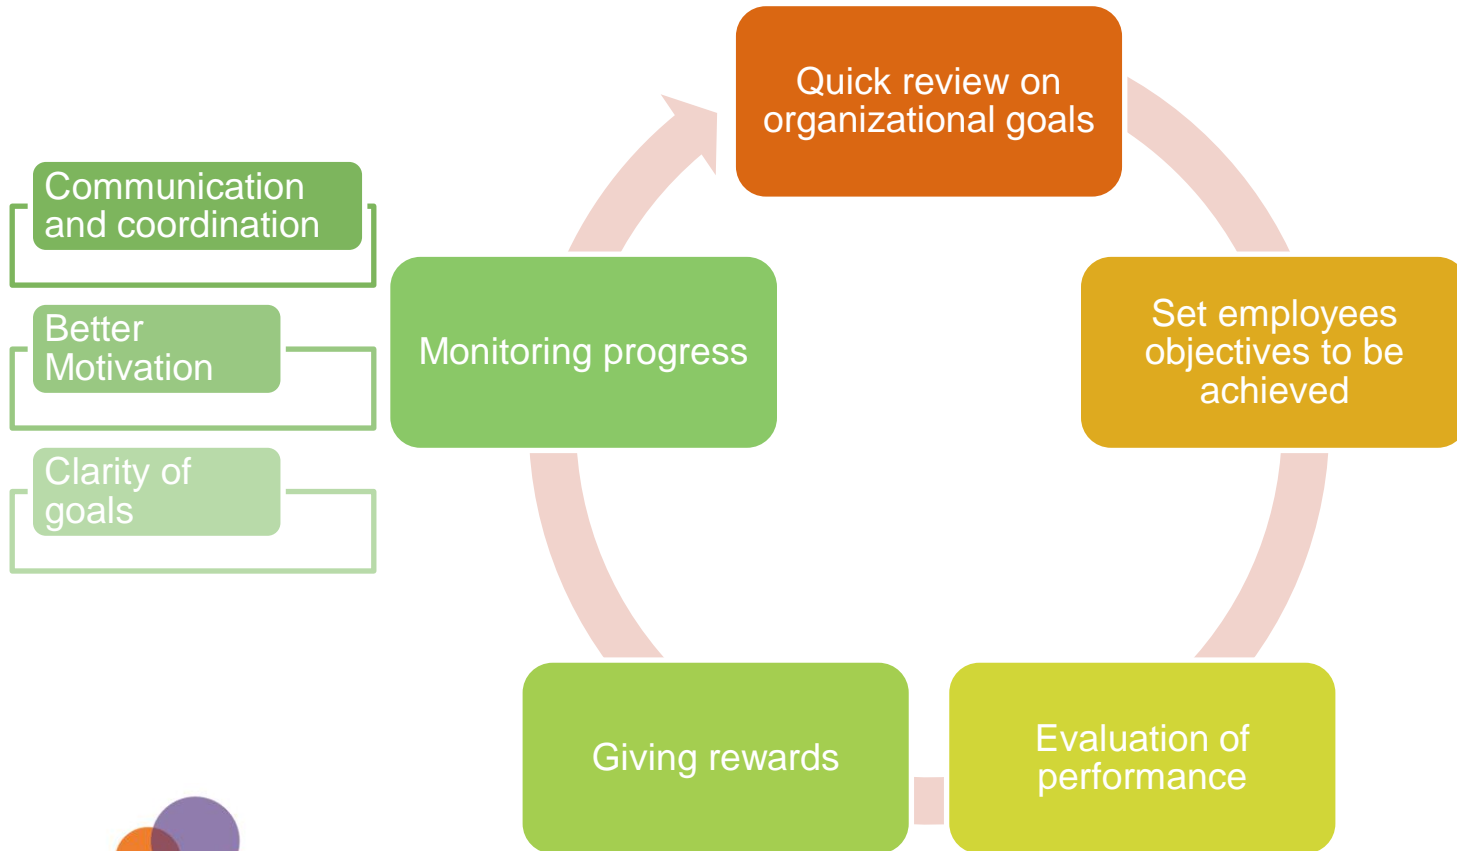 Quick review on
organizational goals
Set employees
objectives to be
achieved
Evaluation of
performance
Giving rewards
Monitoring progress
Communication
and coordination
Better
Motivation
Clarity of
goals